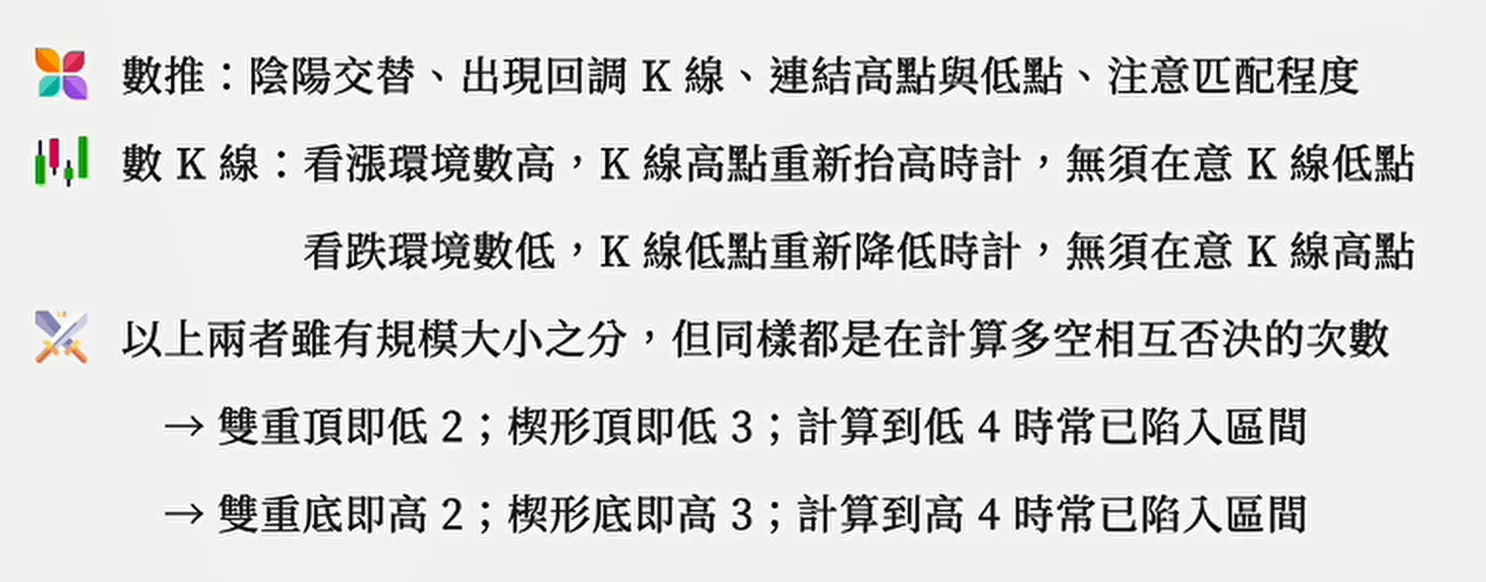 數推：陰陽交替、出現回調 K 線、連結高點與低點、注意匹配程度
數 K 線：看漲環境數高，K 線高點重新抬高時計，無須在意 K 線低點
看跌環境數低，K 線低點重新降低時計，無須在意 K 線高點
以上兩者雖有規模大小之分，但同樣都是在計算多空相互否決的次數
→ 雙重頂即低 2；楔形頂即低 3；計算到低 4 時常已陷入區間
→ 雙重底即高 2；楔形底即高 3；計算到高 4 時常已陷入區間